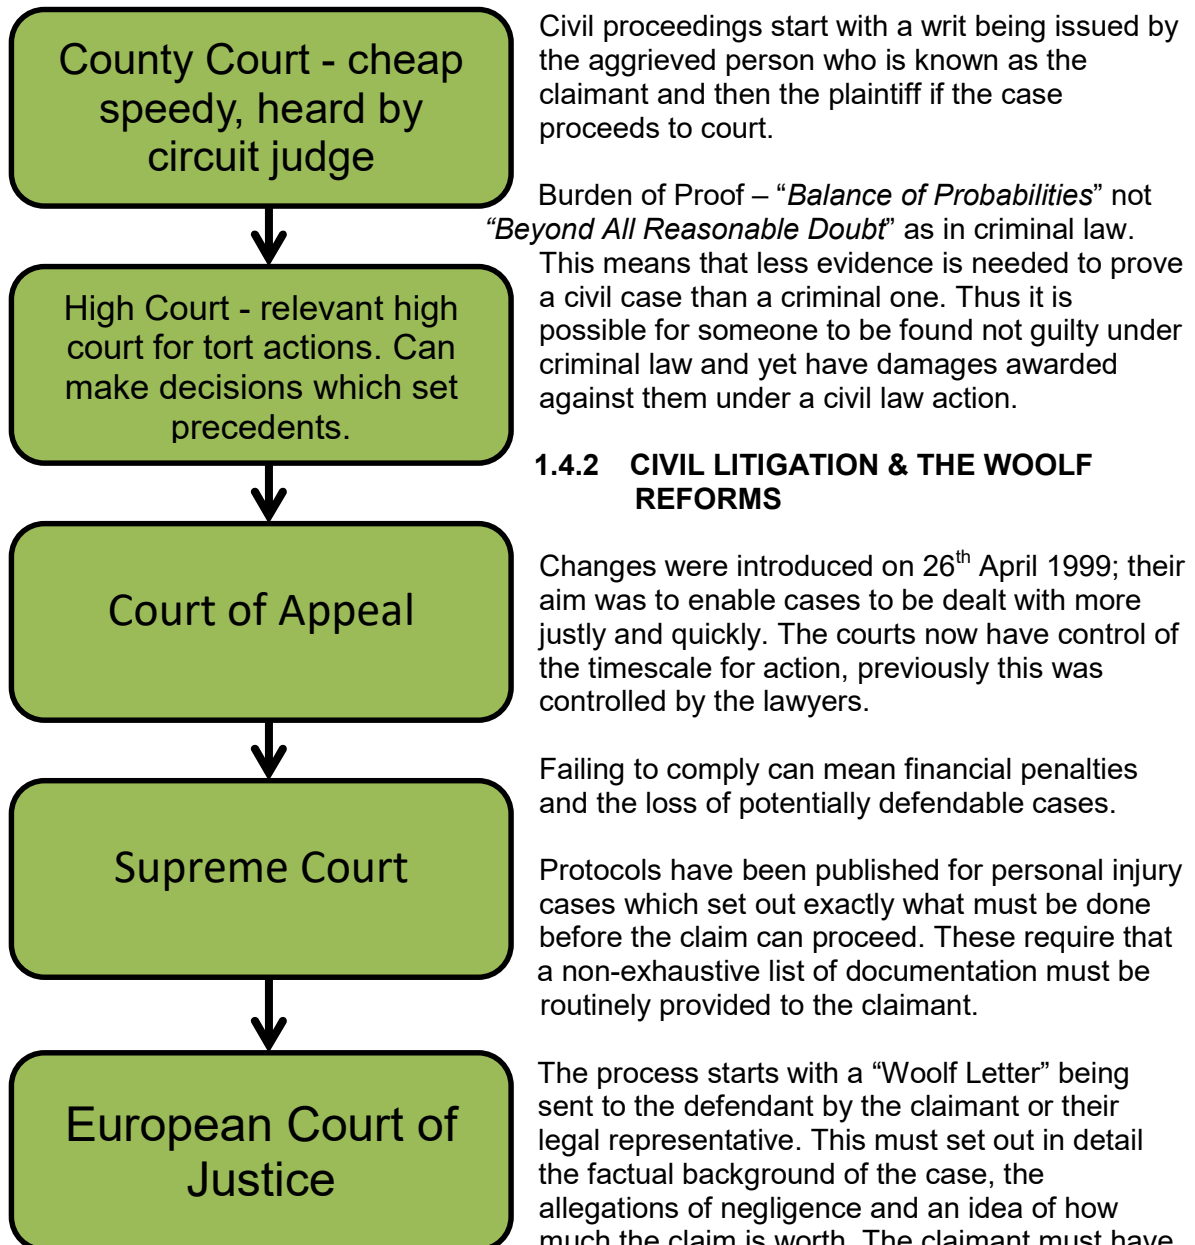 County Court - cheap
speedy, heard by
circuit judge
High Court - relevant high
court for tort actions. Can
make decisions which set
precedents.
Court of Appeal
Supreme Court
European Court of
Justice
Civil proceedings start with a writ being issued by
the aggrieved person who is known as the
claimant and then the plaintiff if the case
proceeds to court.
Burden of Proof – “Balance of Probabilities” not
“Beyond All Reasonable Doubt” as in criminal law.
This means that less evidence is needed to prove
a civil case than a criminal one. Thus it is
possible for someone to be found not guilty under
criminal law and yet have damages awarded
against them under a civil law action.
1.4.2 CIVIL LITIGATION & THE WOOLF
REFORMS
Changes were introduced on 26th April 1999; their
aim was to enable cases to be dealt with more
justly and quickly. The courts now have control of
the timescale for action, previously this was
controlled by the lawyers.
Failing to comply can mean financial penalties
and the loss of potentially defendable cases.
Protocols have been published for personal injury
cases which set out exactly what must be done
before the claim can proceed. These require that
a non-exhaustive list of documentation must be
routinely provided to the claimant.
The process starts with a “Woolf Letter” being
sent to the defendant by the claimant or their
legal representative. This must set out in detail
the factual background of the case, the
allegations of negligence and an idea of how
much the claim is worth. The claimant must have